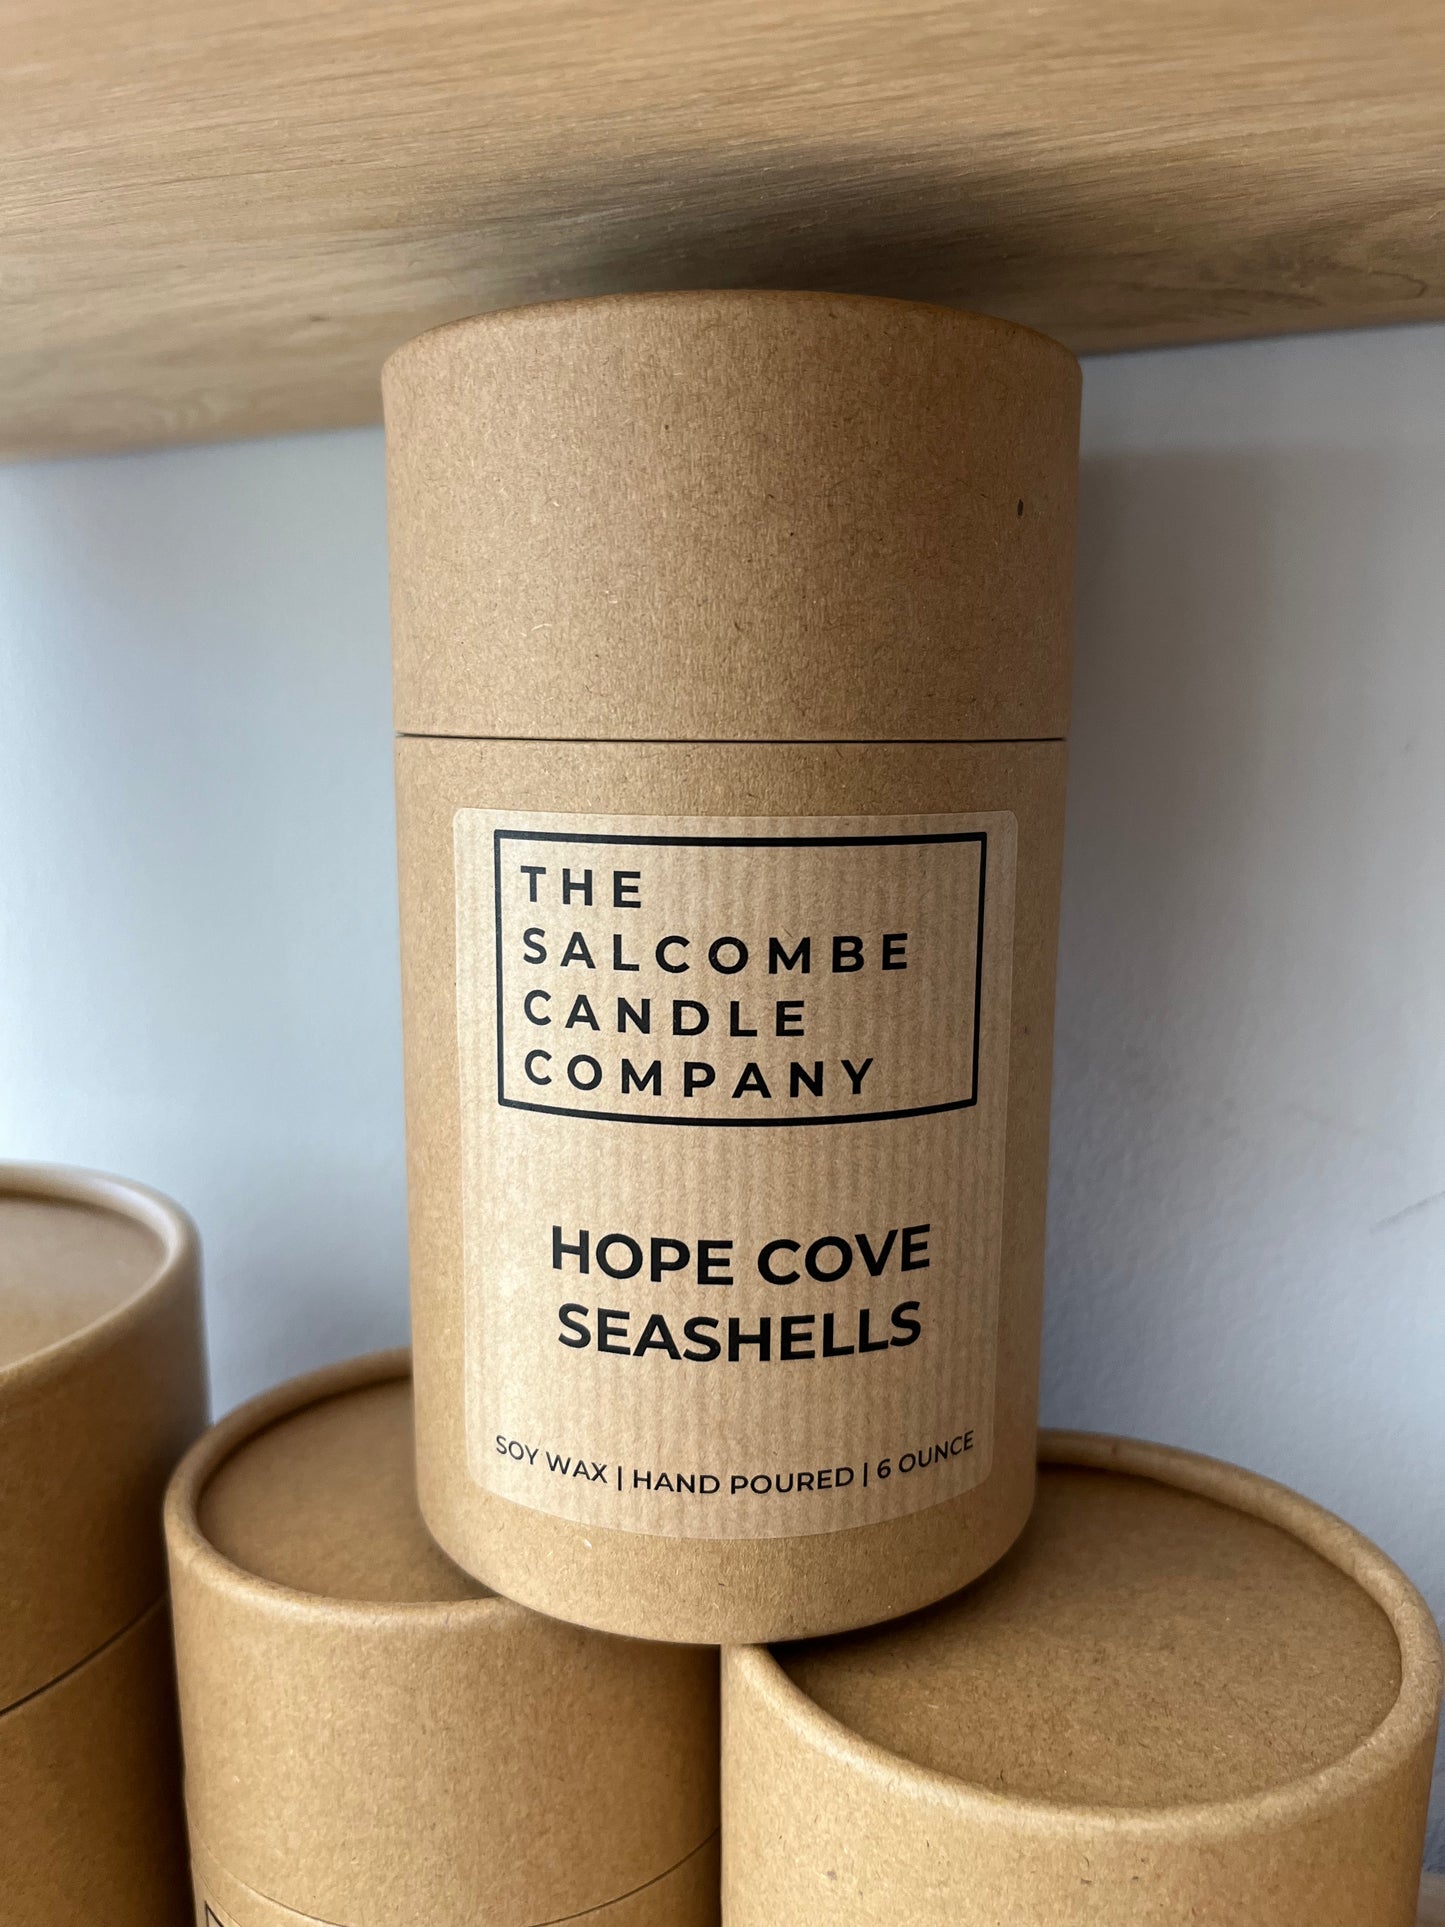 THE
SALCOMBE
CANDLE
COMPANY
HOPE COVE
SEASHELLS
SOY WAX | HAND POURED | 6 OUNCE